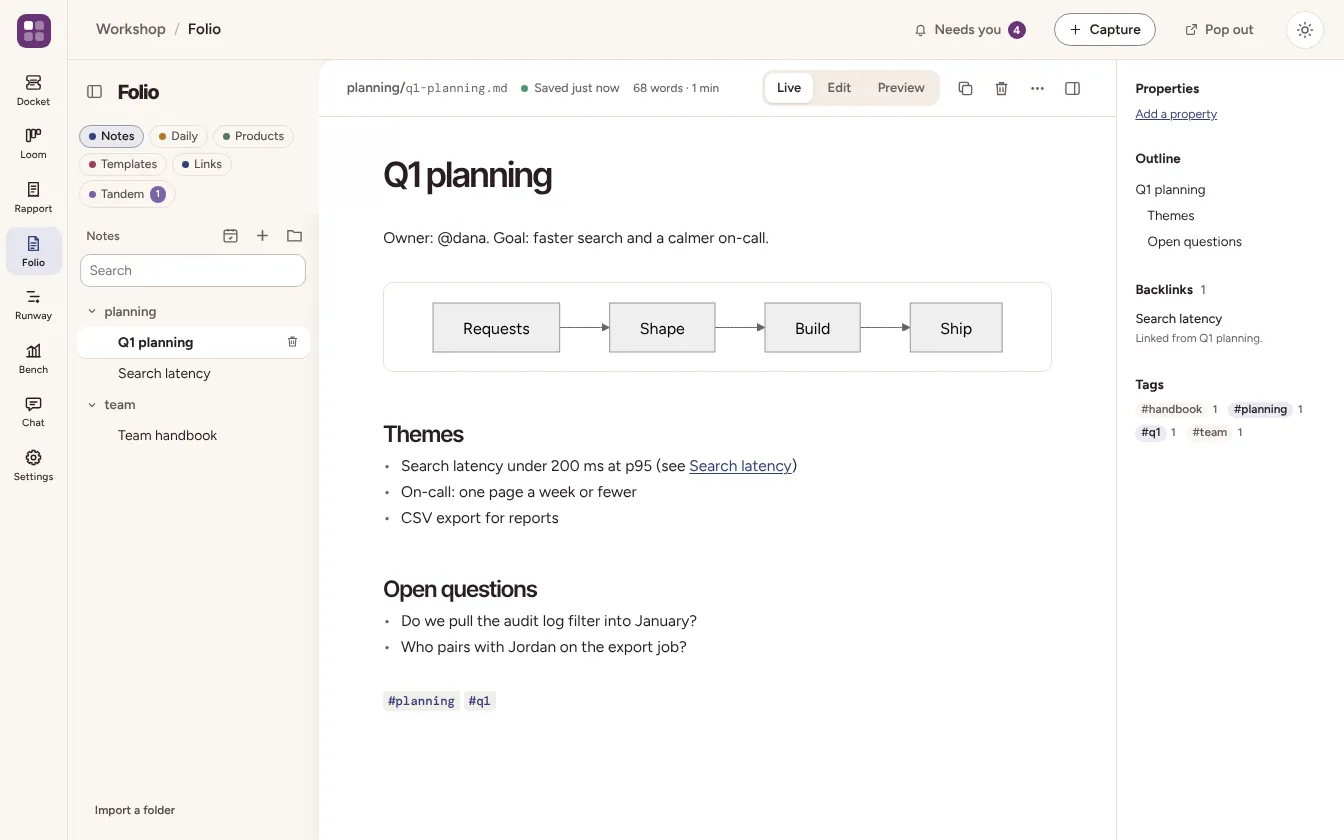 Workshop / Folio
Needs you 4
Capture
Pop out
Docket
Loom
Rapport
Folio
Runway
Bench
Chat
Settings
Folio
Notes
Daily
Products
Templates
Links
Tandem 1
Notes
Search
planning
Q1 planning
Search latency
team
Team handbook
Import a folder
planning/q1-planning.md
Saved just now
68 words · 1 min
Live
Edit
Preview
Q1 planning
Owner: @dana. Goal: faster search and a calmer on-call.
Requests
Shape
Build
Ship
Themes
• Search latency under 200 ms at p95 (see Search latency)
• On-call: one page a week or fewer
• CSV export for reports
Open questions
• Do we pull the audit log filter into January?
• Who pairs with Jordan on the export job?
#planning #q1
Properties
Add a property
Outline
Q1 planning
Themes
Open questions
Backlinks 1
Search latency
Linked from Q1 planning.
Tags
#handbook 1 #planning 1
#q1 1 #team 1